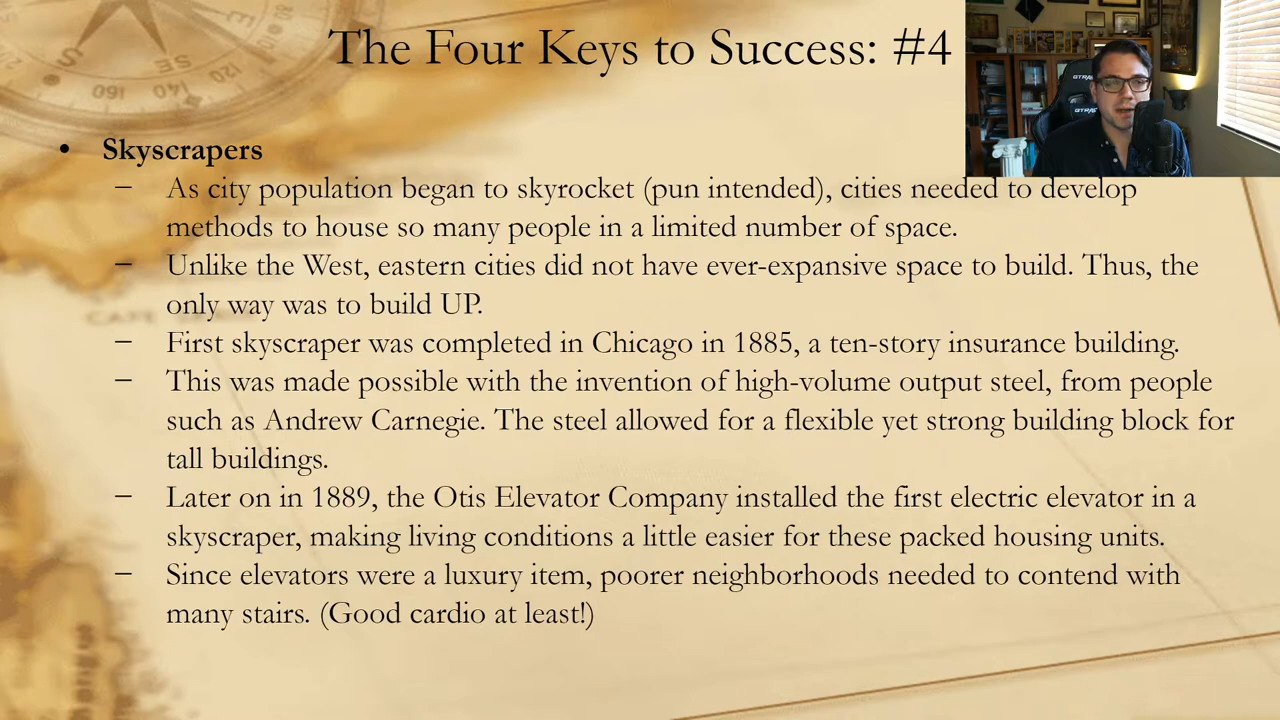 The Four Keys to Success: #4
• Skyscrapers
– As city population began to skyrocket (pun intended), cities needed to develop
methods to house so many people in a limited number of space.
– Unlike the West, eastern cities did not have ever-expansive space to build. Thus, the
only way was to build UP.
– First skyscraper was completed in Chicago in 1885, a ten-story insurance building.
– This was made possible with the invention of high-volume output steel, from people
such as Andrew Carnegie. The steel allowed for a flexible yet strong building block for
tall buildings.
– Later on in 1889, the Otis Elevator Company installed the first electric elevator in a
skyscraper, making living conditions a little easier for these packed housing units.
– Since elevators were a luxury item, poorer neighborhoods needed to contend with
many stairs. (Good cardio at least!)
SE
120
140
160